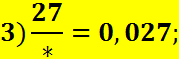 3) 27/* = 0,027;